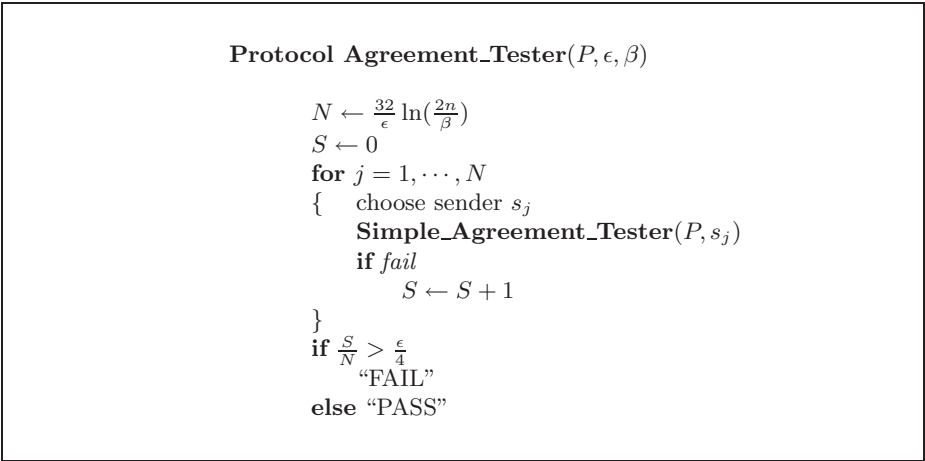 Protocol Agreement_Tester(P, ϵ, β)
N ← 32/ϵ ln(2n/β)
S ← 0
for j = 1, ⋯, N
{ choose sender s_j
Simple_Agreement_Tester(P, s_j)
if fail
S ← S + 1
}
if S/N > ϵ/4
“FAIL”
else “PASS”